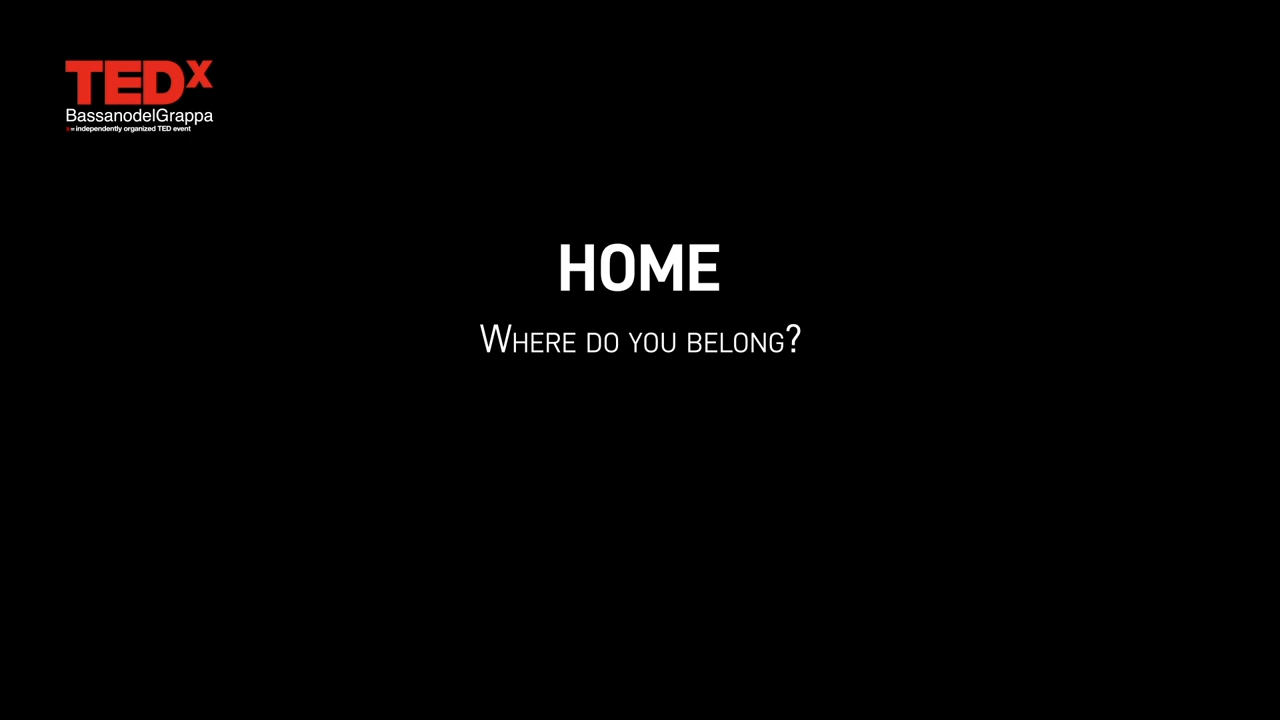 TEDx
BassanodelGrappa
x = independently organized TED event
HOME
Where do you belong?